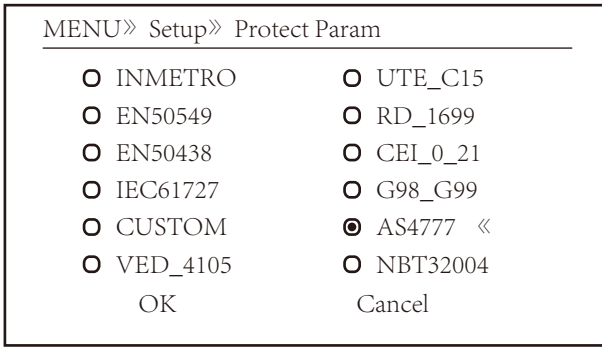 MENU» Setup» Protect Param
INMETRO UTE_C15
EN50549 RD_1699
EN50438 CEI_0_21
IEC61727 G98_G99
CUSTOM AS4777 «
VED_4105 NBT32004
OK Cancel